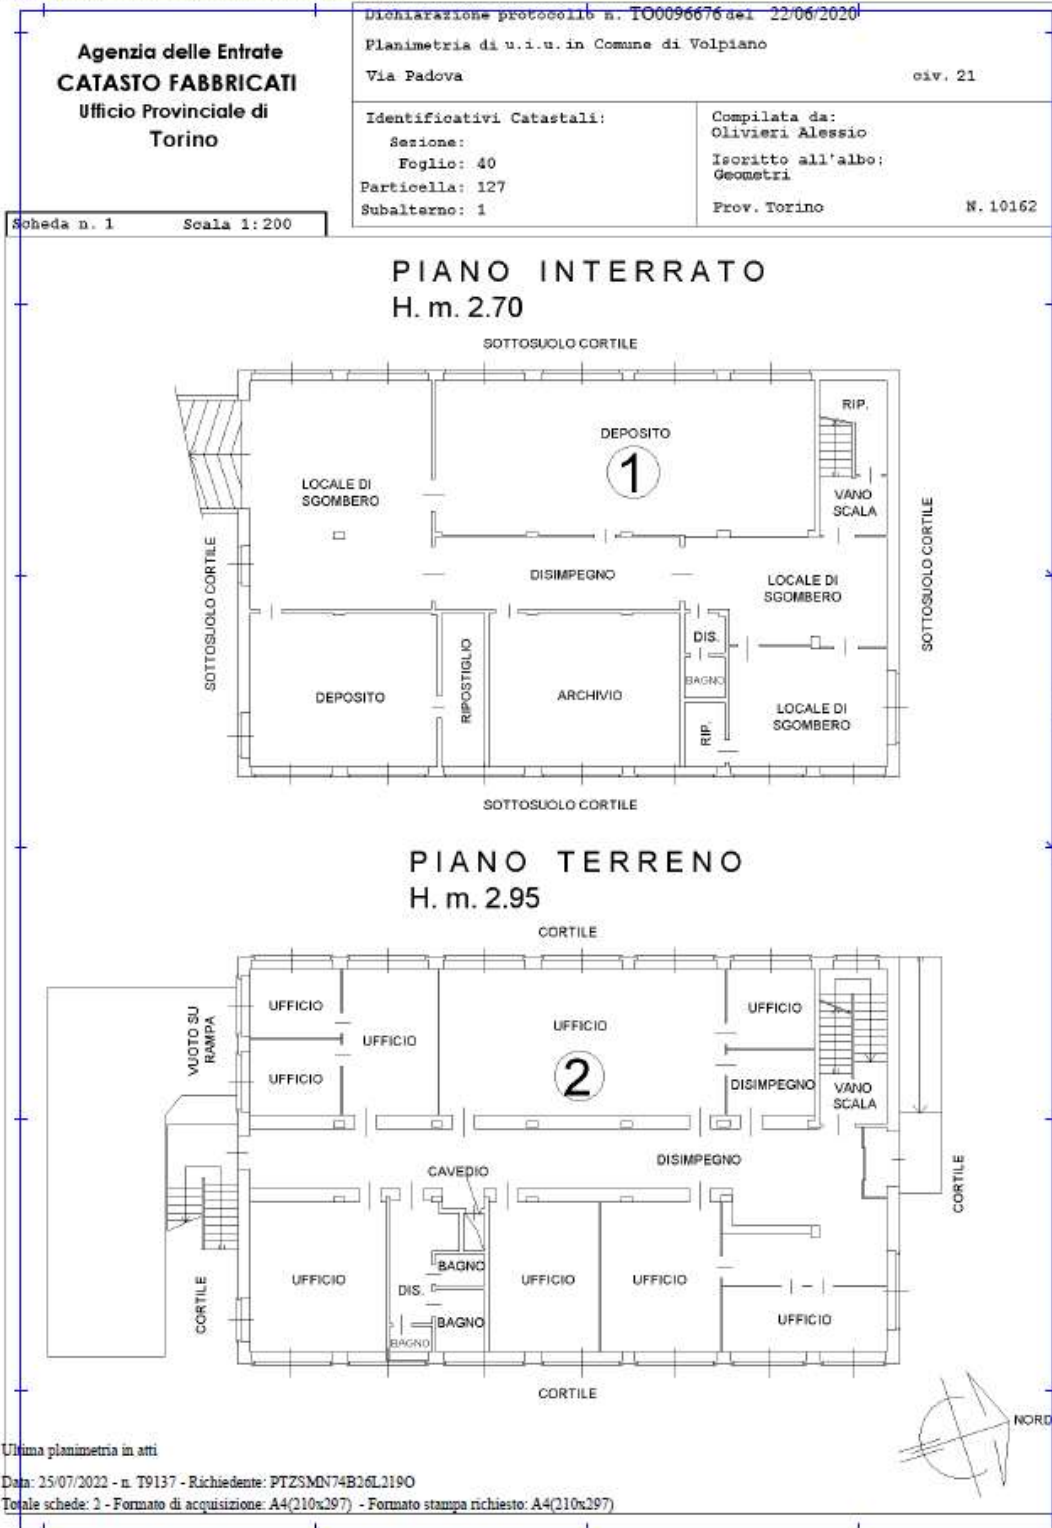 Dichiarazione protocollo n. TO0096676 del 22/06/2020
Agenzia delle Entrate
CATASTO FABBRICATI
Ufficio Provinciale di
Torino
Planimetria di u.i.u. in Comune di Volpiano
Via Padova civ. 21
Identificativi Catastali:
Sezione:
Foglio: 40
Particella: 127
Subalterno: 1
Compilata da:
Olivieri Alessio
Iscritto all'albo:
Geometri
Prov. Torino N. 10162
Scheda n. 1 Scala 1:200
PIANO INTERRATO
H. m. 2.70
SOTTOSUOLO CORTILE
RIP.
DEPOSITO
1
LOCALE DI
SGOMBERO
VANO
SCALA
SOTTOSUOLO CORTILE
SOTTOSUOLO CORTILE
DISIMPEGNO
LOCALE DI
SGOMBERO
DIS.
BAGNO
RIPOSTIGLIO
DEPOSITO
ARCHIVIO
LOCALE DI
SGOMBERO
RIP.
SOTTOSUOLO CORTILE
PIANO TERRENO
H. m. 2.95
CORTILE
UFFICIO
UFFICIO
UFFICIO
UFFICIO
VUOTO SU
RAMPA
UFFICIO
2
DISIMPEGNO
VANO
SCALA
DISIMPEGNO
CAVEDIO
CORTILE
BAGNO
UFFICIO
DIS.
UFFICIO
UFFICIO
CORTILE
BAGNO
UFFICIO
BAGNO
CORTILE
NORD
Ultima planimetria in atti
Data: 25/07/2022 - n. T9137 - Richiedente: PTZSMN74B26L219O
Totale schede: 2 - Formato di acquisizione: A4(210x297) - Formato stampa richiesto: A4(210x297)